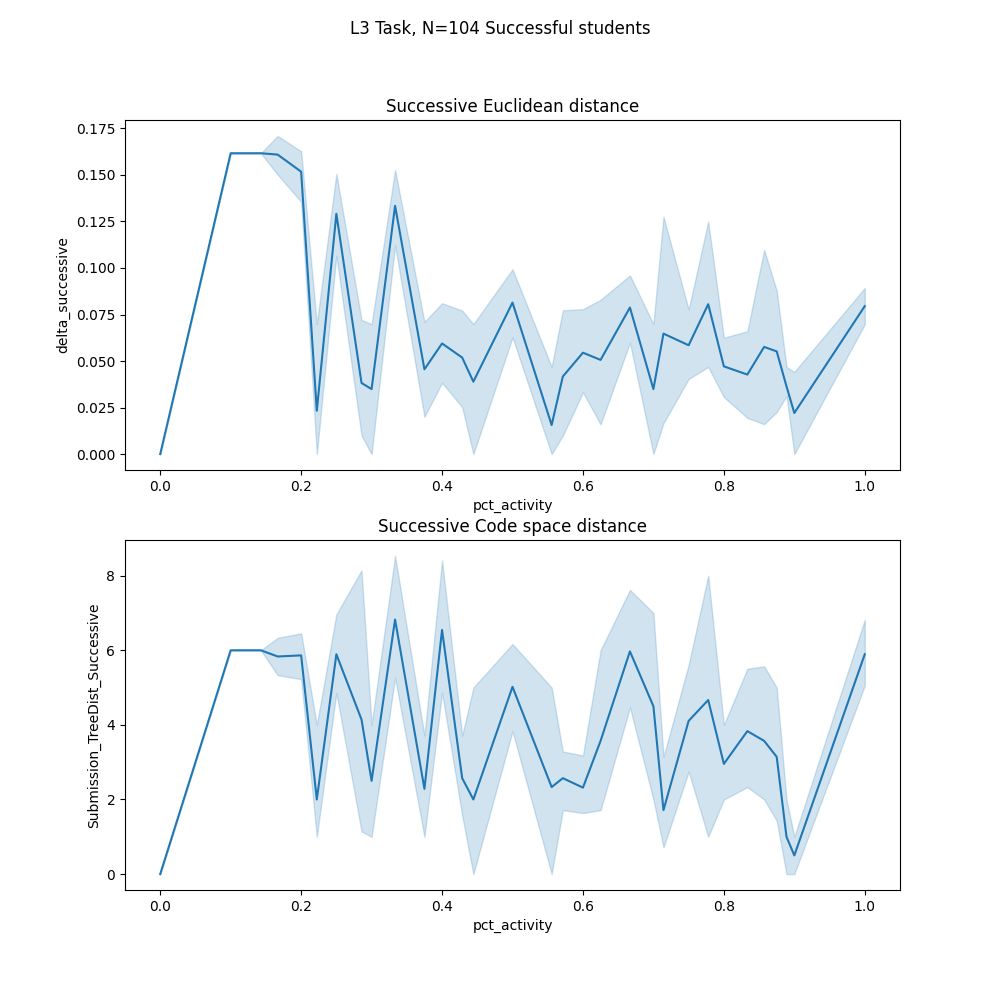 L3 Task, N=104 Successful students
Successive Euclidean distance
0.175
0.150
0.125
0.100
0.075
0.050
0.025
0.000
delta_successive
0.0 0.2 0.4 0.6 0.8 1.0
pct_activity
Successive Code space distance
8
6
4
2
0
Submission_TreeDist_Successive
0.0 0.2 0.4 0.6 0.8 1.0
pct_activity